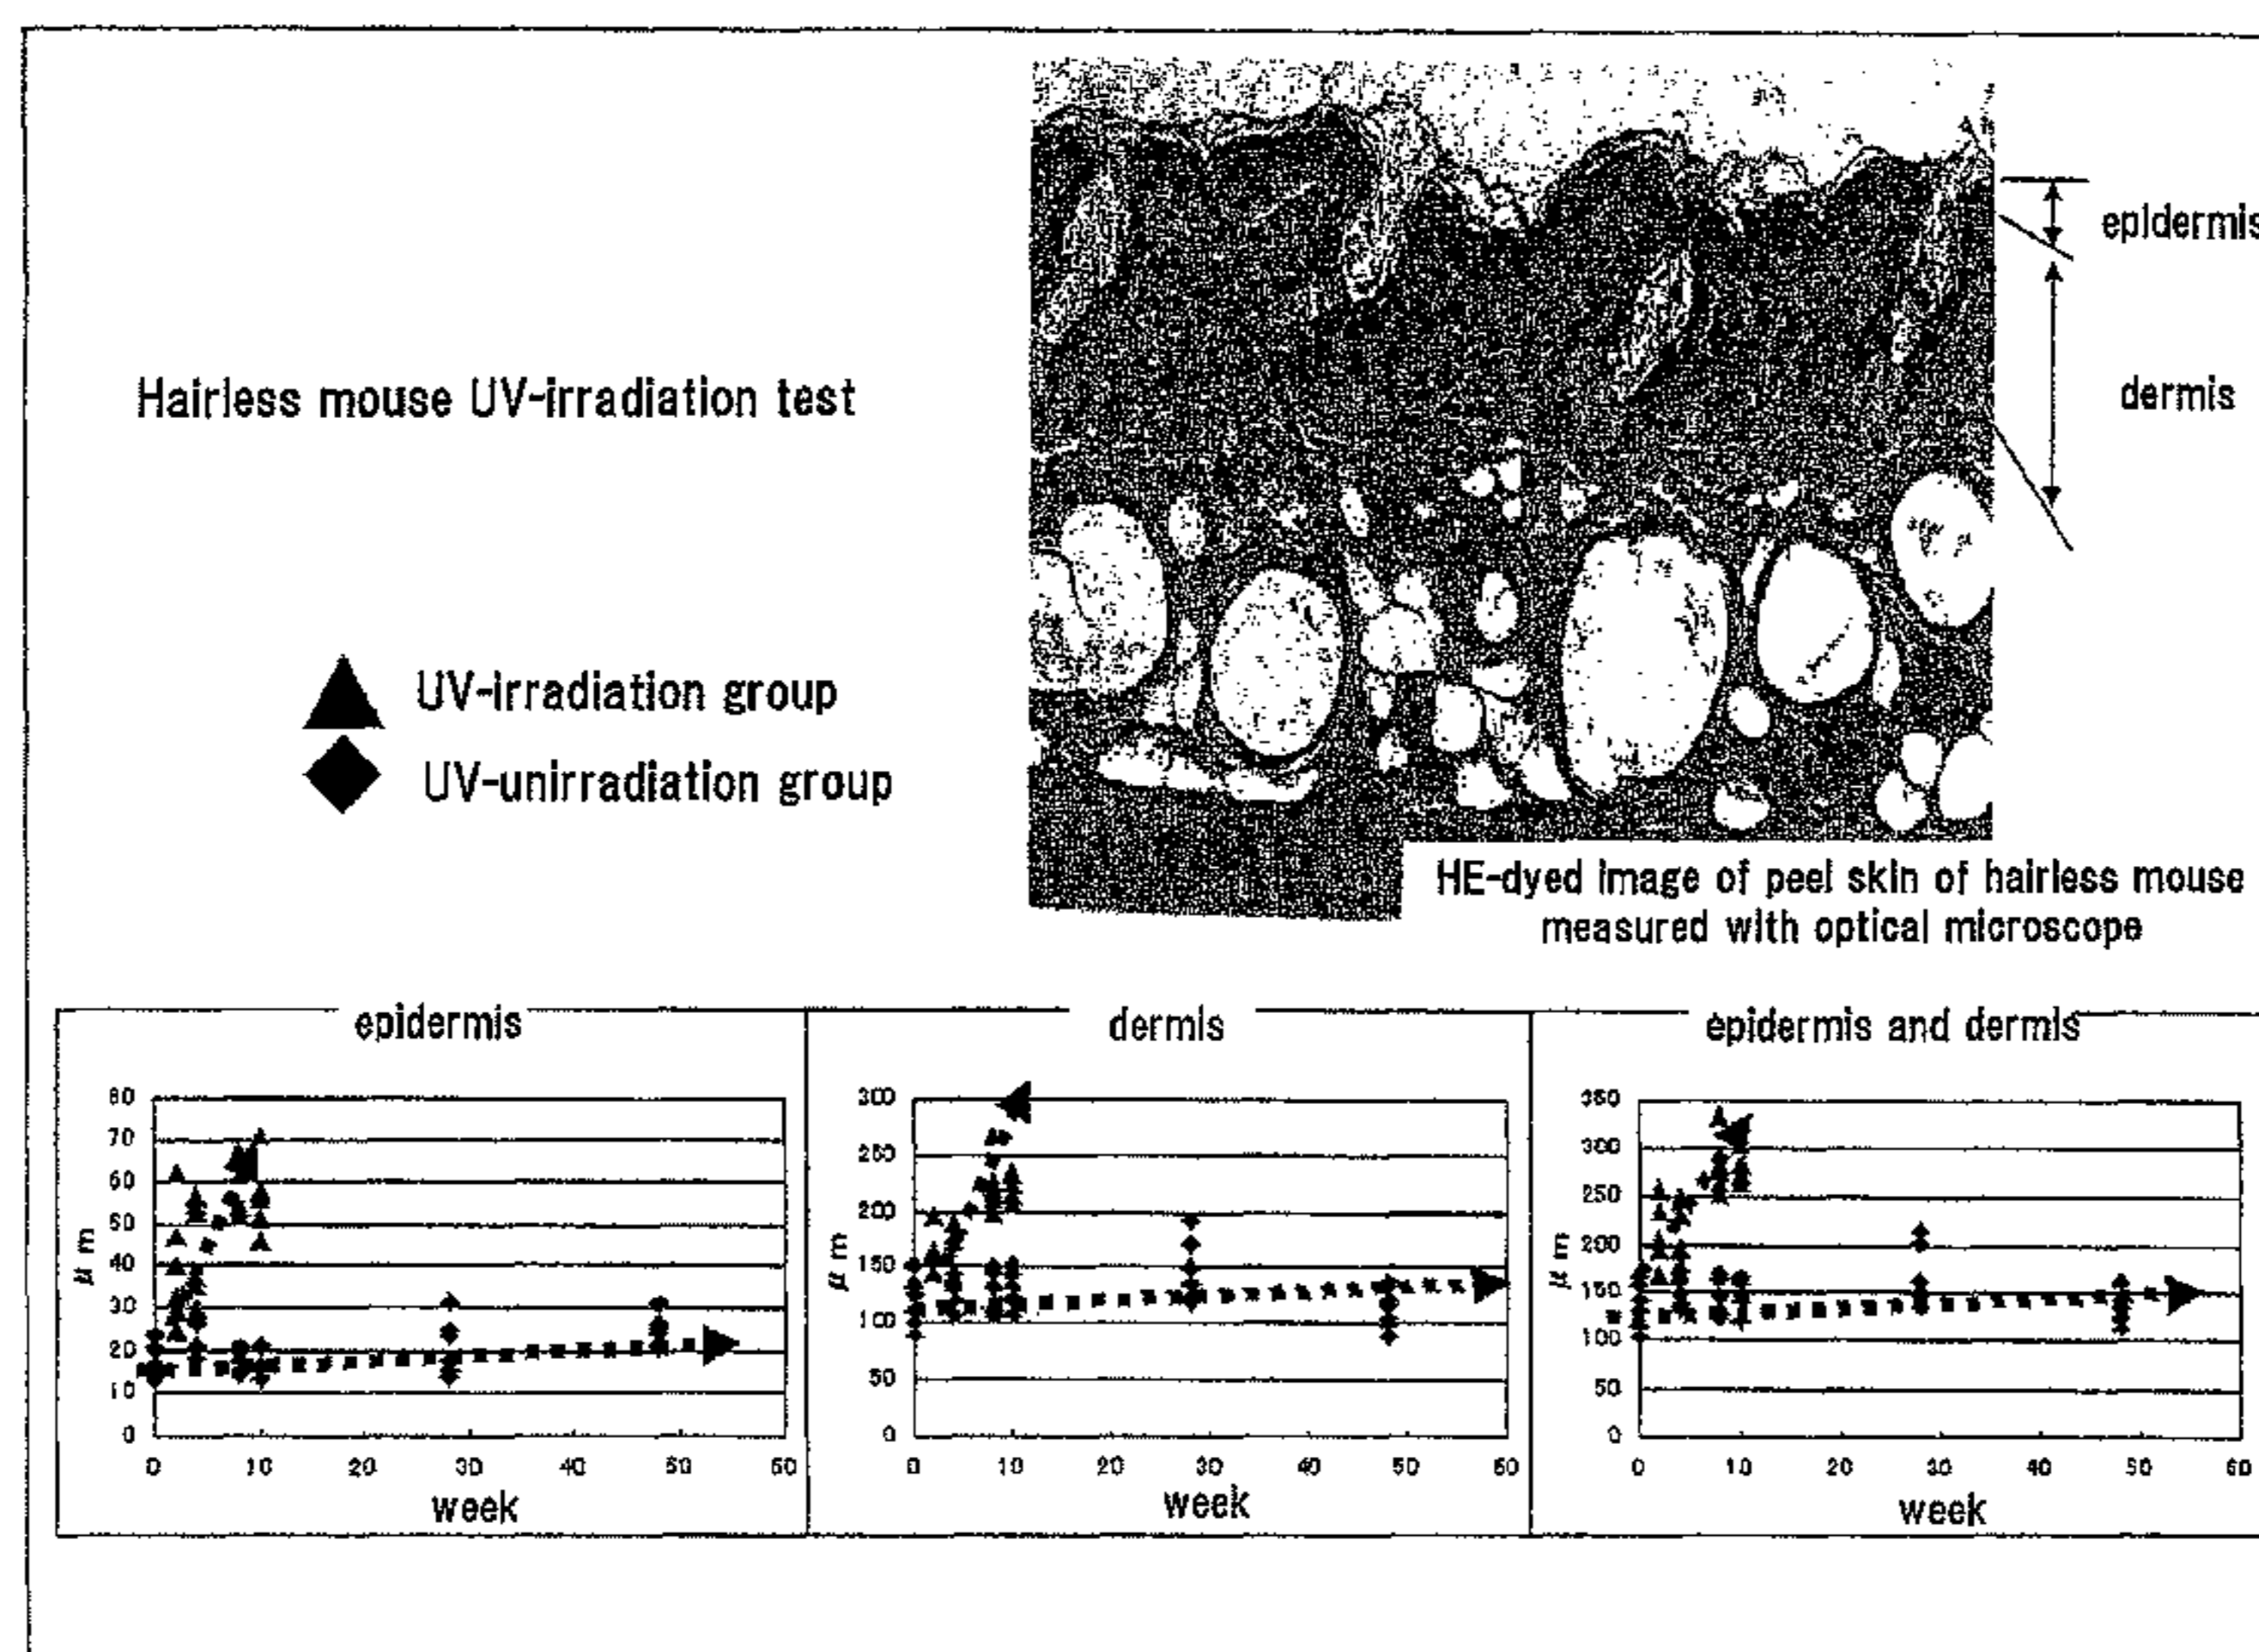 Hairless mouse UV-irradiation test
UV-irradiation group
UV-unirradiation group
epidermis
dermis
HE-dyed image of peel skin of hairless mouse
measured with optical microscope
epidermis
80
70
60
50
40
30
20
10
0
μm
0 10 20 30 40 50 60
week
dermis
300
250
200
150
100
50
0
μm
0 10 20 30 40 50 60
week
epidermis and dermis
350
300
250
200
150
100
50
0
μm
0 10 20 30 40 50 60
week